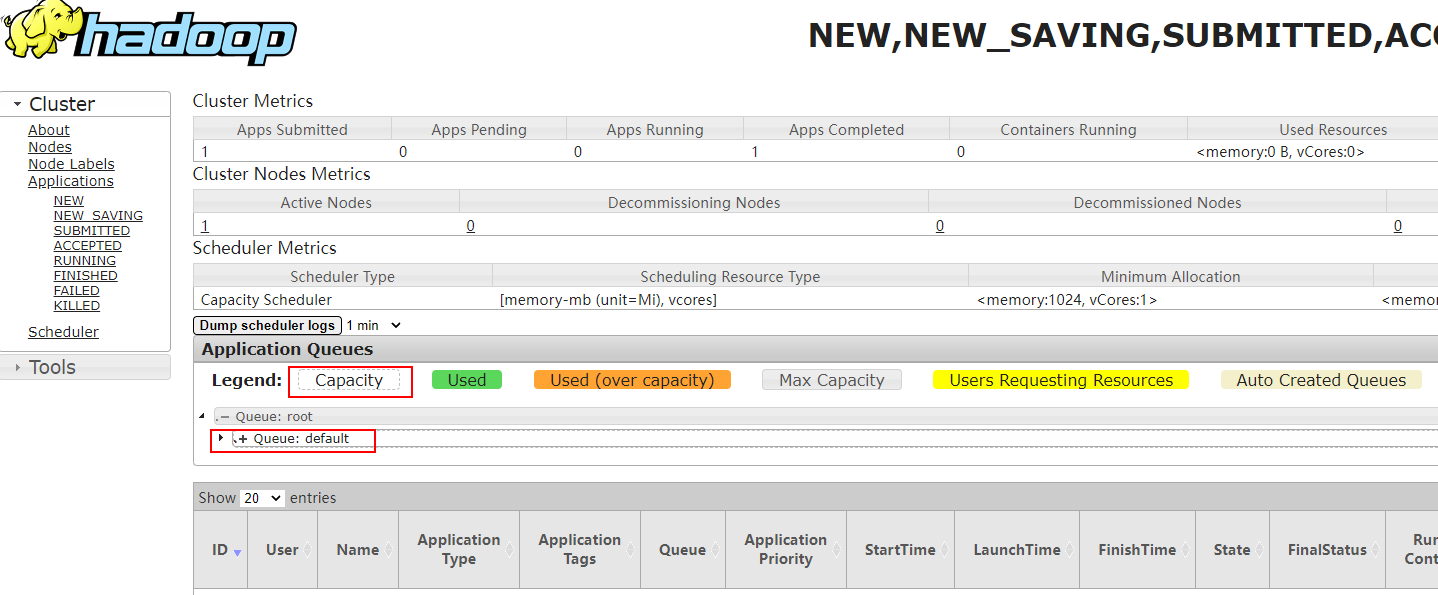 hadoop
NEW,NEW_SAVING,SUBMITTED,ACC
Cluster
About
Nodes
Node Labels
Applications
NEW
NEW_SAVING
SUBMITTED
ACCEPTED
RUNNING
FINISHED
FAILED
KILLED
Scheduler
Tools
Cluster Metrics
Apps Submitted Apps Pending Apps Running Apps Completed Containers Running Used Resources
1 0 0 1 0 <memory:0 B, vCores:0>
Cluster Nodes Metrics
Active Nodes Decommissioning Nodes Decommissioned Nodes
1 0 0 0
Scheduler Metrics
Scheduler Type Scheduling Resource Type Minimum Allocation
Capacity Scheduler [memory-mb (unit=Mi), vcores] <memory:1024, vCores:1> <memor
Dump scheduler logs 1 min
Application Queues
Legend: Capacity Used Used (over capacity) Max Capacity Users Requesting Resources Auto Created Queues
Queue: root
+ Queue: default
Show 20 entries
ID User Name Application Type Application Tags Queue Application Priority StartTime LaunchTime FinishTime State FinalStatus Run Cont